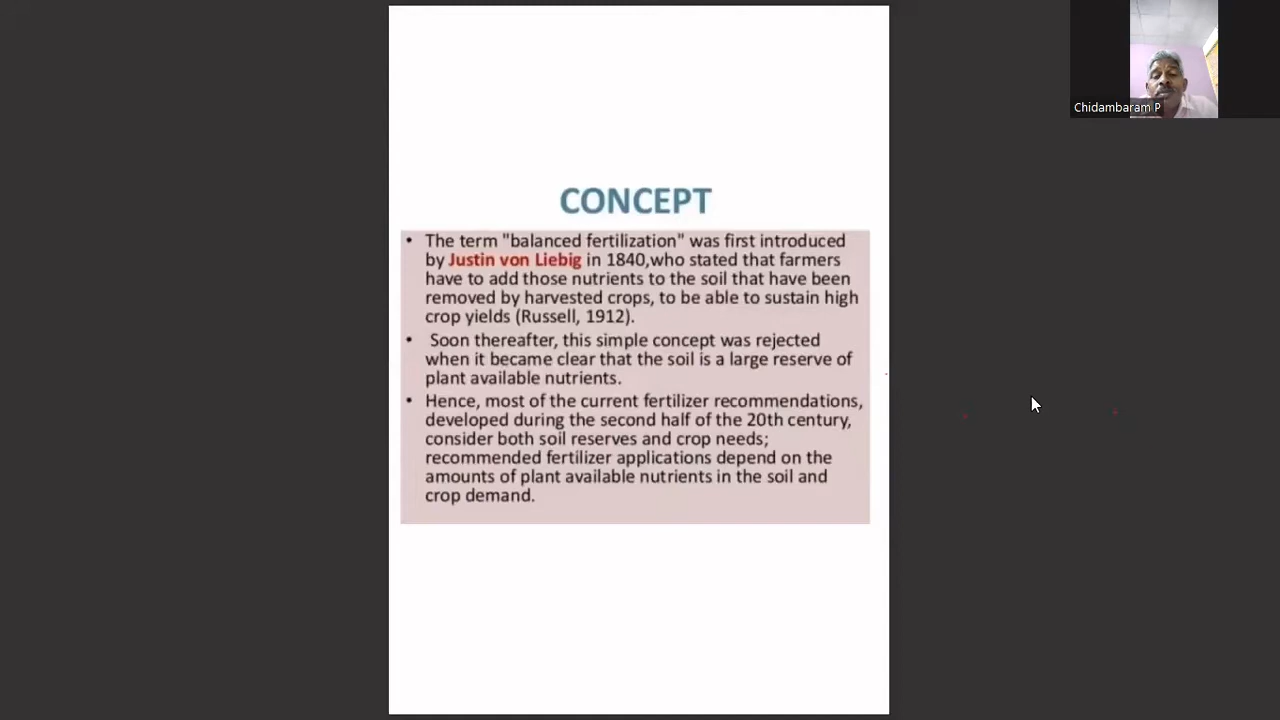 Chidambaram P
CONCEPT
• The term "balanced fertilization" was first introduced
by Justin von Liebig in 1840,who stated that farmers
have to add those nutrients to the soil that have been
removed by harvested crops, to be able to sustain high
crop yields (Russell, 1912).
• Soon thereafter, this simple concept was rejected
when it became clear that the soil is a large reserve of
plant available nutrients.
• Hence, most of the current fertilizer recommendations,
developed during the second half of the 20th century,
consider both soil reserves and crop needs;
recommended fertilizer applications depend on the
amounts of plant available nutrients in the soil and
crop demand.